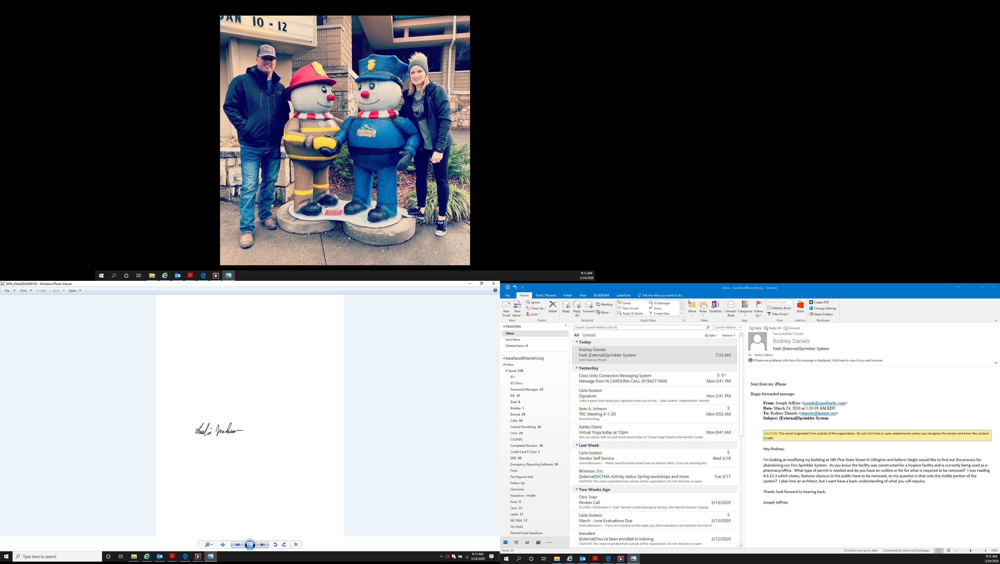 JAN 10 - 12
GATLINBURG
GATLINBURG
9:13 AM
3/24/2020
SKM_454e20032409120 - Windows Photo Viewer
File Print E-mail Burn Open
Leslie Jackson
Type here to search
9:13 AM
3/24/2020
Inbox - bwallace@harnett.org - Outlook
File Home Send / Receive Folder View BLUEBEAM Laserfiche Tell me what you want to do...
New Email
New Items
Ignore
Clean Up
Junk
Delete
Reply
Reply All
Forward
Meeting
More
Saved
Team Email
Reply & Delete
To Manager
Done
Create New
Move
Rules
OneNote
Unread/ Read
Categorize
Follow Up
Search People
Address Book
Filter Email
Store
Create PDF
Change Settings
Select Folders
New Delete Respond Quick Steps Move Tags Find Add-ins Bluebeam
Favorites
Inbox
Sent Items
Deleted Items 6
bwallace@harnett.org
Inbox
Saved 238
911
921 Docs
Answered Messages 43
Bill 41
Brad 8
Bradley 1
Brenda 29
Calla 38
Central Permitting 36
Chris 24
CJLEADS
Completed Reviews 18
Credit Card P-Card 5
DRB 30
Emergency Reporting Software 39
FInes
Fire Reports Sent
Follow-Up
Hurricane
Insurance - Health
Knox 9
Larry 31
Leslie 17
NC FMA 17
On-Hold
Permit/Code Questions
Search Current Mailbox (Ctrl+E) Current Mailbox
All Unread By Date Newest
Today
Rodney Daniels
Fwd: [External]Sprinkler System 7:33 AM
Sent from my iPhone
Yesterday
Cisco Unity Connection Messaging System
Message from N CAROLINA CALL (9194271904) Mon 2:41 PM
Calla Godwin
Signature Mon 2:41 PM
I have a paper that needs your signature when you're free. Calla Godwin Administrator Harnett
Sean A. Johnson
TRC Meeting 4-1-20 Mon 9:55 AM
Good Morning,
Ashley Deans
Virtual Yoga today at 12pm Mon 8:47 AM
Join our Library staff on your lunch break today for Virtual Yoga! Head to the Harnett County
Last Week
Calla Godwin
Vendor Self Service Wed 3/18
Good afternoon – Please read the below email from our finance office. If you are receiving this
Wiseman, Eric
[External]NCFMA Activity status-Spring workshops and more Tue 3/17
CAUTION: This email originated from outside of the organization. Do not click links or open
Two Weeks Ago
Chris Toler
Review Call 3/14/2020
20-24034 Christopher S. Toler Harnett County Emergency Services, Fire Marshal Division Deputy
Calla Godwin
March - June Evaluations Due 3/13/2020
Good afternoon – If you are included on this email, you have evaluations due between the end of
KnowBe4
[External]You've been enrolled in training 3/12/2020
CAUTION: This email originated from outside of the organization. Do not click links or open
Reply Reply All Forward
Tue 3/24/2020 7:33 AM
Rodney Daniels
Fwd: [External]Sprinkler System
To Banks Wallace
If there are problems with how this message is displayed, click here to view it in a web browser.
Sent from my iPhone
Begin forwarded message:
From: Joseph Jeffries <joseph@capefearltc.com>
Date: March 24, 2020 at 5:10:39 AM EDT
To: Rodney Daniels <rdaniels@harnett.org>
Subject: [External]Sprinkler System
CAUTION: This email originated from outside of the organization. Do not click links or open attachments unless you recognize the sender and know the content
is safe.
Hey Rodney,
I'm looking at modifying my building at 185 Pine State Street in Lillington and before I begin would like to find out the process for
abandoning our Fire Sprinkler System. As you know the facility was constructed for a hospice facility and is currently being used as a
pharmacy/office. What type of permit is needed and do you have an outline or list for what is required to be removed? I was reading
4.6.12.3 which states, features obvious to the public have to be removed, so my question is that only the visible portion of the
system? I plan hire an architect, but I want have a basic understanding of what you will require.
Thanks look forward to hearing back.
Joseph Jeffries
Items: 24
All folders are up to date. Connected to: Microsoft Exchange 100%
9:13 AM
3/24/2020